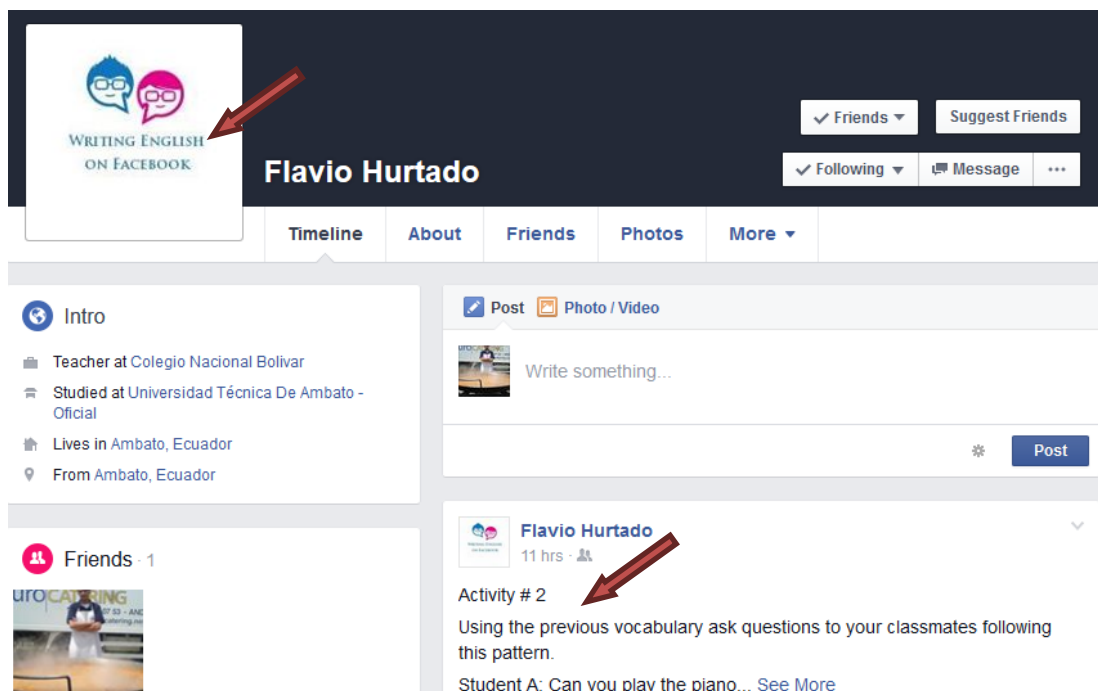 WRITING ENGLISH
ON FACEBOOK
Flavio Hurtado
Friends
Suggest Friends
Following
Message
Timeline
About
Friends
Photos
More
Intro
Teacher at Colegio Nacional Bolivar
Studied at Universidad Técnica De Ambato -
Oficial
Lives in Ambato, Ecuador
From Ambato, Ecuador
Friends · 1
Post
Photo / Video
Write something...
Post
Flavio Hurtado
11 hrs ·
Activity # 2
Using the previous vocabulary ask questions to your classmates following
this pattern.
Student A: Can you play the piano... See More